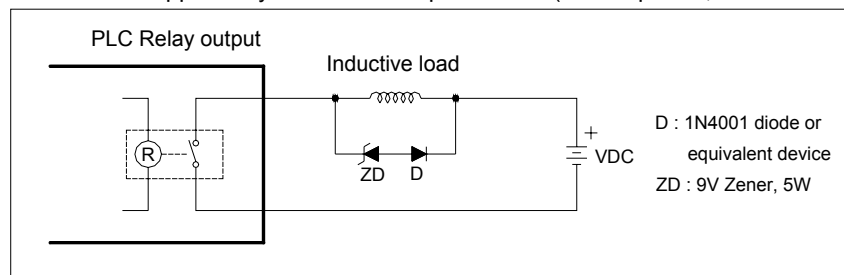 PLC Relay output
Inductive load
R
ZD D
+
VDC
D : 1N4001 diode or
equivalent device
ZD : 9V Zener, 5W